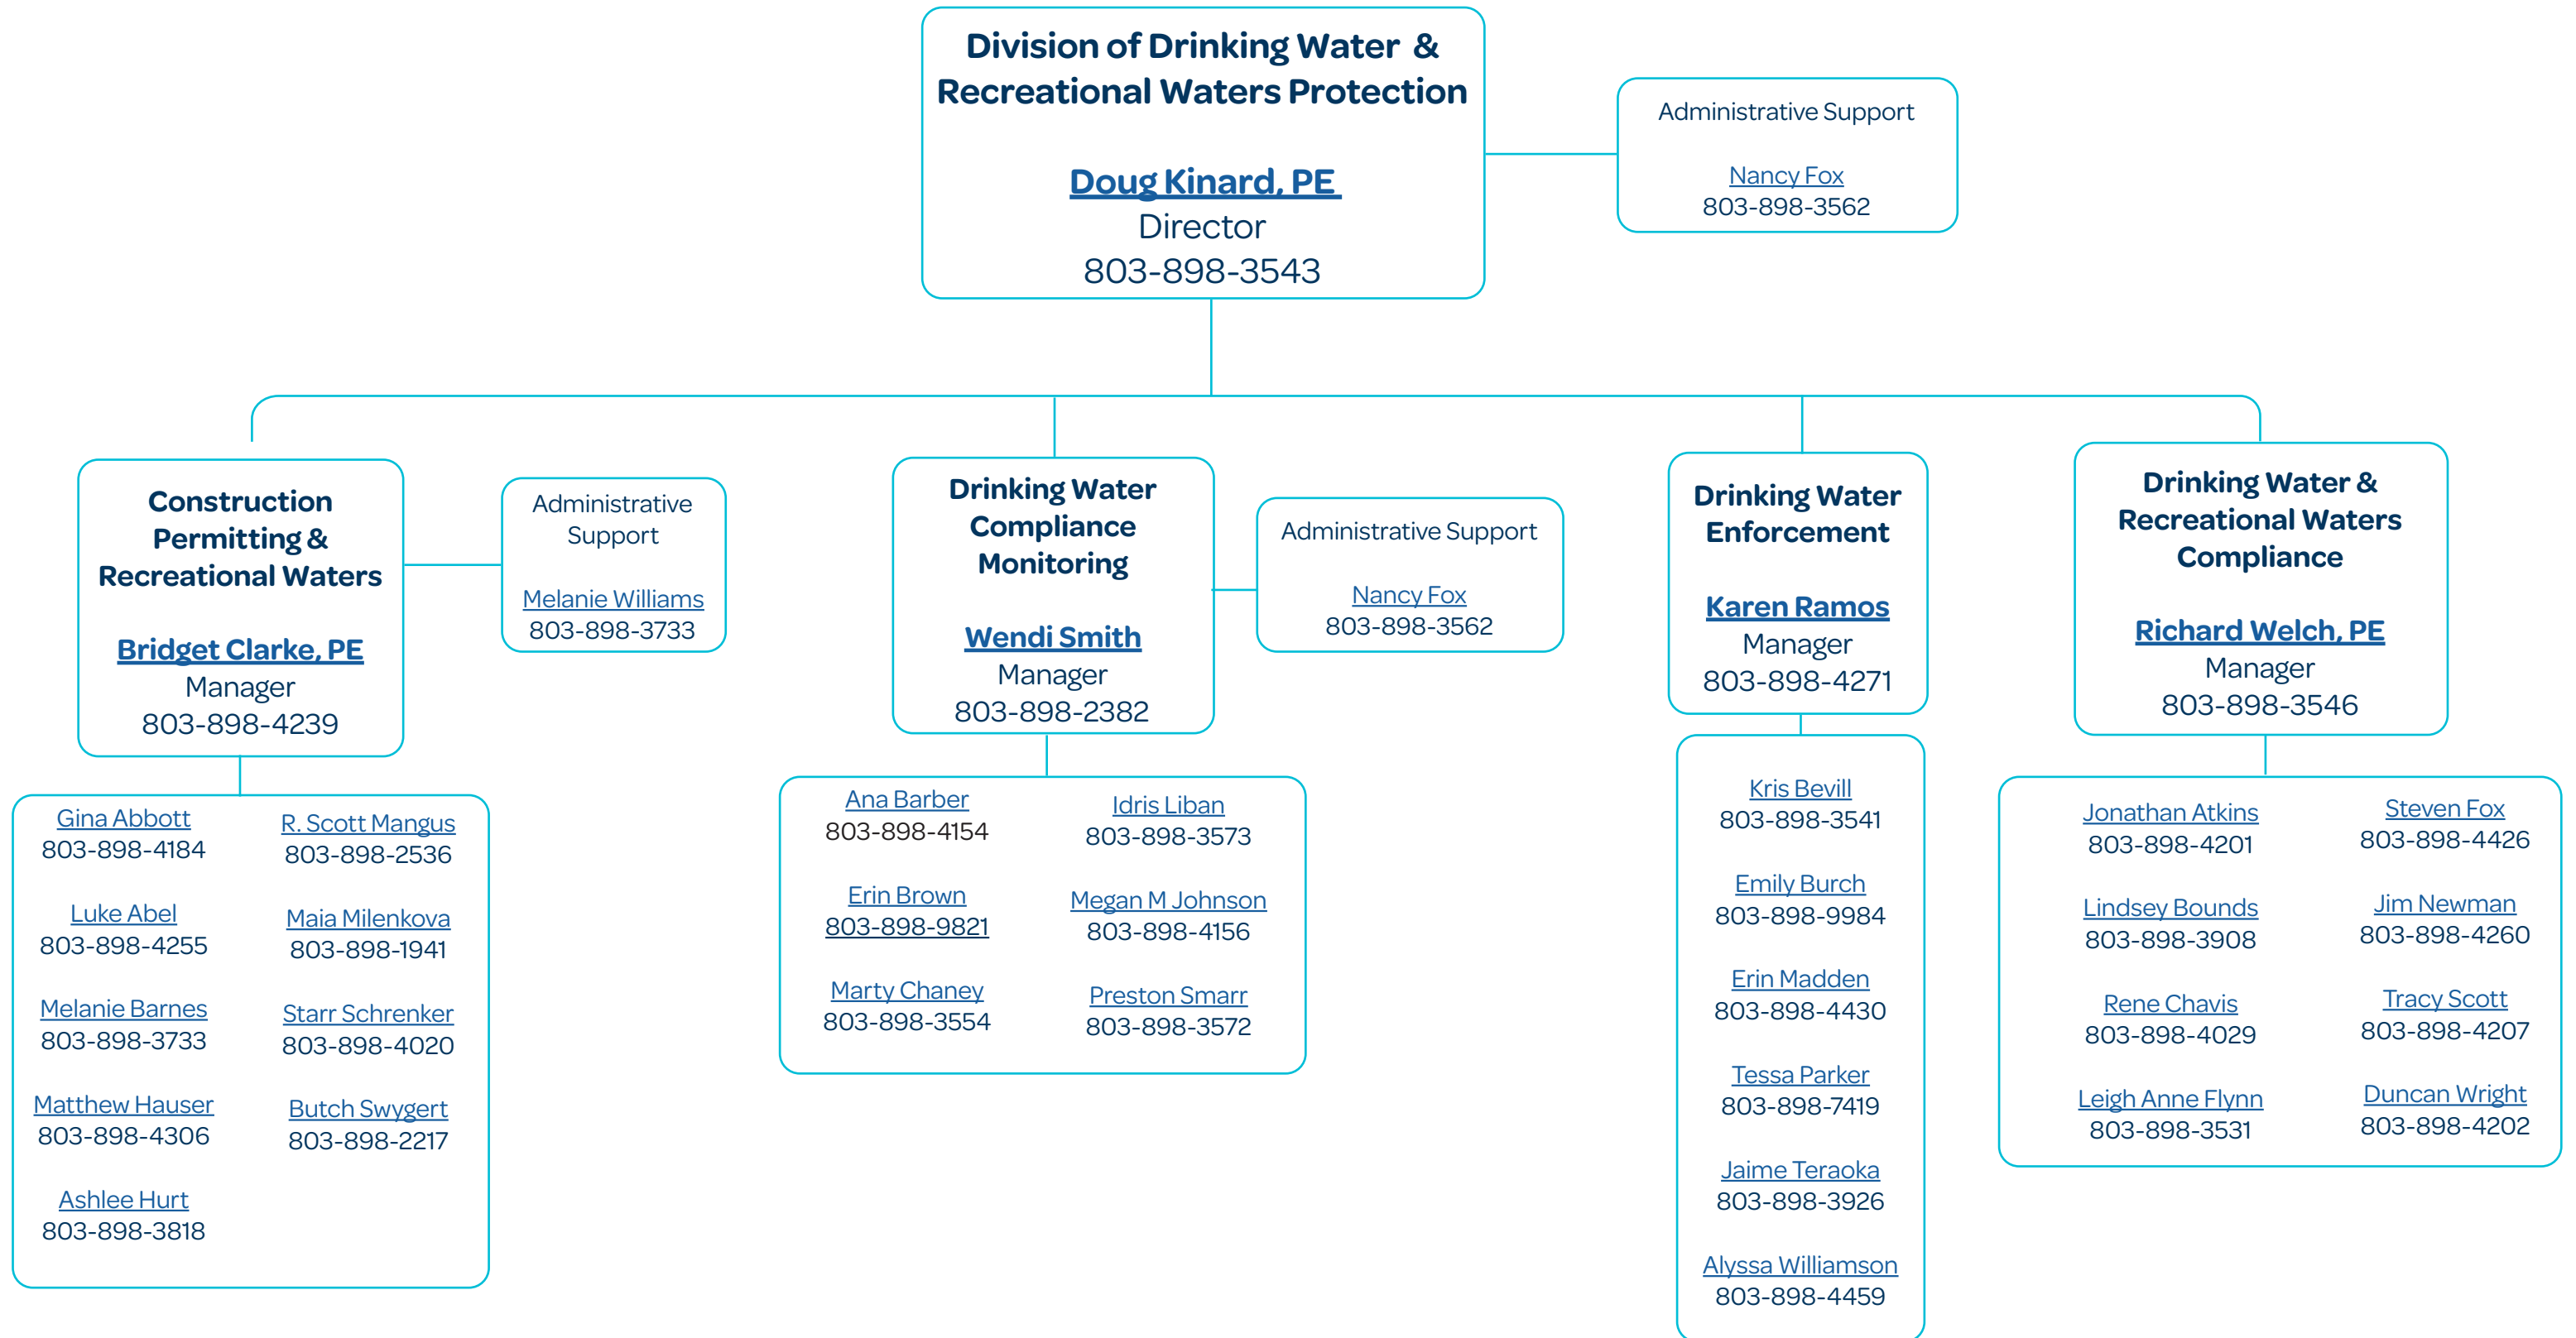 Division of Drinking Water &
Recreational Waters Protection
Doug Kinard, PE
Director
803-898-3543
Administrative Support
Nancy Fox
803-898-3562
Construction
Permitting &
Recreational Waters
Bridget Clarke, PE
Manager
803-898-4239
Administrative
Support
Melanie Williams
803-898-3733
Gina Abbott
803-898-4184
Luke Abel
803-898-4255
Melanie Barnes
803-898-3733
Matthew Hauser
803-898-4306
Ashlee Hurt
803-898-3818
R. Scott Mangus
803-898-2536
Maia Milenkova
803-898-1941
Starr Schrenker
803-898-4020
Butch Swygert
803-898-2217
Drinking Water
Compliance
Monitoring
Wendi Smith
Manager
803-898-2382
Administrative Support
Nancy Fox
803-898-3562
Ana Barber
803-898-4154
Erin Brown
803-898-9821
Marty Chaney
803-898-3554
Idris Liban
803-898-3573
Megan M Johnson
803-898-4156
Preston Smarr
803-898-3572
Drinking Water
Enforcement
Karen Ramos
Manager
803-898-4271
Kris Bevill
803-898-3541
Emily Burch
803-898-9984
Erin Madden
803-898-4430
Tessa Parker
803-898-7419
Jaime Teraoka
803-898-3926
Alyssa Williamson
803-898-4459
Drinking Water &
Recreational Waters
Compliance
Richard Welch, PE
Manager
803-898-3546
Jonathan Atkins
803-898-4201
Lindsey Bounds
803-898-3908
Rene Chavis
803-898-4029
Leigh Anne Flynn
803-898-3531
Steven Fox
803-898-4426
Jim Newman
803-898-4260
Tracy Scott
803-898-4207
Duncan Wright
803-898-4202